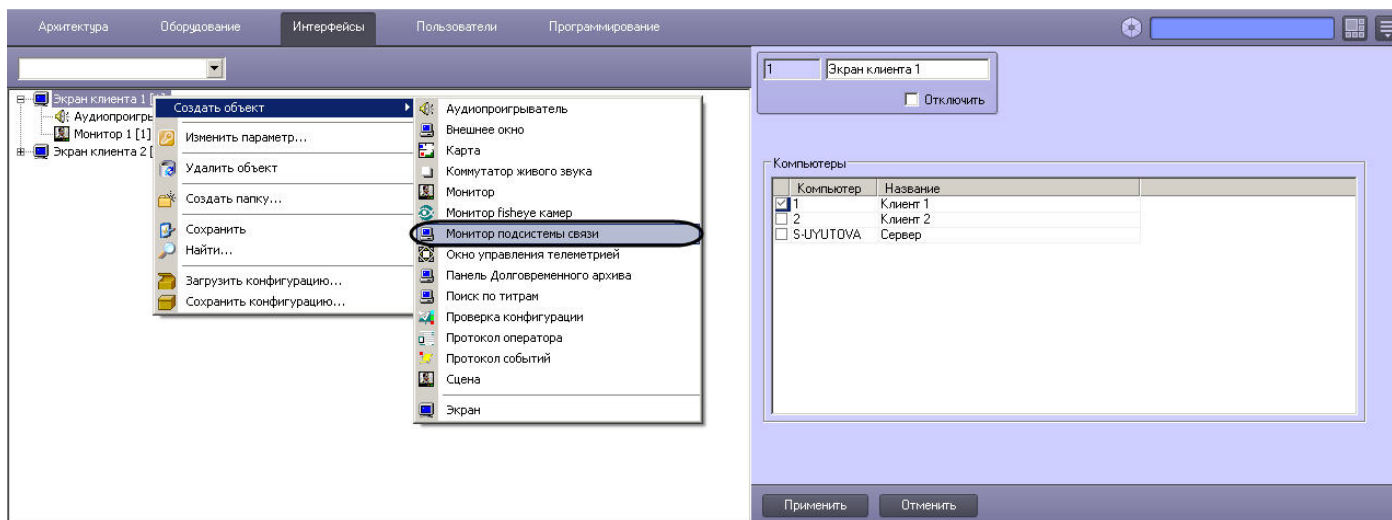 Архитектура Оборудование Интерфейсы Пользователи Программирование
1 Экран клиента 1
Отключить
Экран клиента 1 [
Аудиопроигры
Монитор 1 [1]
Экран клиента 2 [
Создать объект
Изменить параметр...
Удалить объект
Создать папку...
Сохранить
Найти...
Загрузить конфигурацию...
Сохранить конфигурацию...
Аудиопроигрыватель
Внешнее окно
Карта
Коммутатор живого звука
Монитор
Монитор fisheye камер
Монитор подсистемы связи
Окно управления телеметрией
Панель Долговременного архива
Поиск по титрам
Проверка конфигурации
Протокол оператора
Протокол событий
Сцена
Экран
Компьютеры
Компьютер Название
1 Клиент 1
2 Клиент 2
S-UYUTOVA Сервер
Применить Отменить